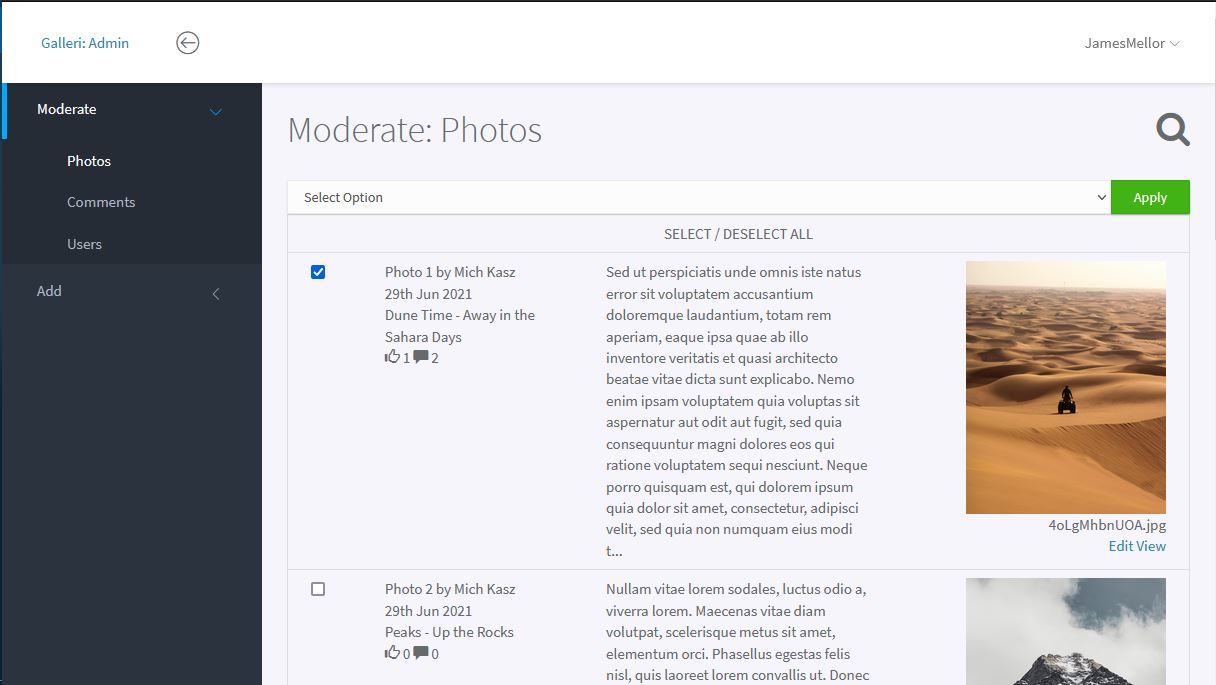 Galleri: Admin
JamesMellor
Moderate
Photos
Comments
Users
Add
Moderate: Photos
Select Option
Apply
SELECT / DESELECT ALL
Photo 1 by Mich Kasz
29th Jun 2021
Dune Time - Away in the
Sahara Days
1 2
Sed ut perspiciatis unde omnis iste natus
error sit voluptatem accusantium
doloremque laudantium, totam rem
aperiam, eaque ipsa quae ab illo
inventore veritatis et quasi architecto
beatae vitae dicta sunt explicabo. Nemo
enim ipsam voluptatem quia voluptas sit
aspernatur aut odit aut fugit, sed quia
consequuntur magni dolores eos qui
ratione voluptatem sequi nesciunt. Neque
porro quisquam est, qui dolorem ipsum
quia dolor sit amet, consectetur, adipisci
velit, sed quia non numquam eius modi
t...
4oLgMhbnUOA.jpg
Edit View
Photo 2 by Mich Kasz
29th Jun 2021
Peaks - Up the Rocks
0 0
Nullam vitae lorem sodales, luctus odio a,
viverra lorem. Maecenas vitae diam
volutpat, scelerisque metus sit amet,
elementum orci. Phasellus egestas felis
nisl, quis laoreet lorem convallis ut. Donec